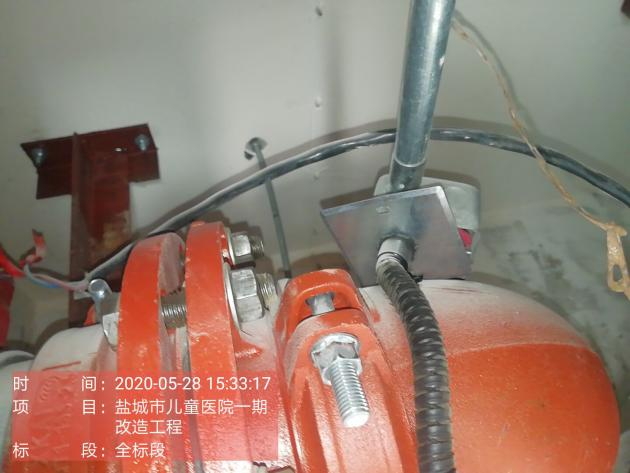 时 间：2020-05-28 15:33:17
项 目：盐城市儿童医院一期
改造工程
标 段：全标段